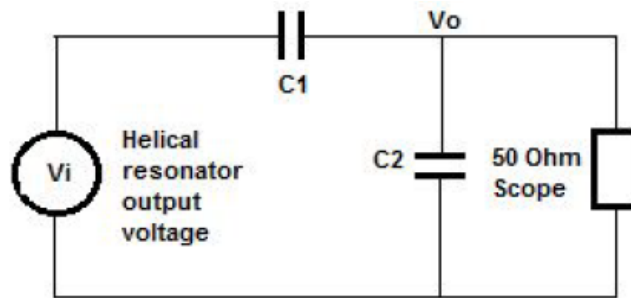 Vo
C1
Vi
Helical
resonator
output
voltage
C2
50 Ohm
Scope